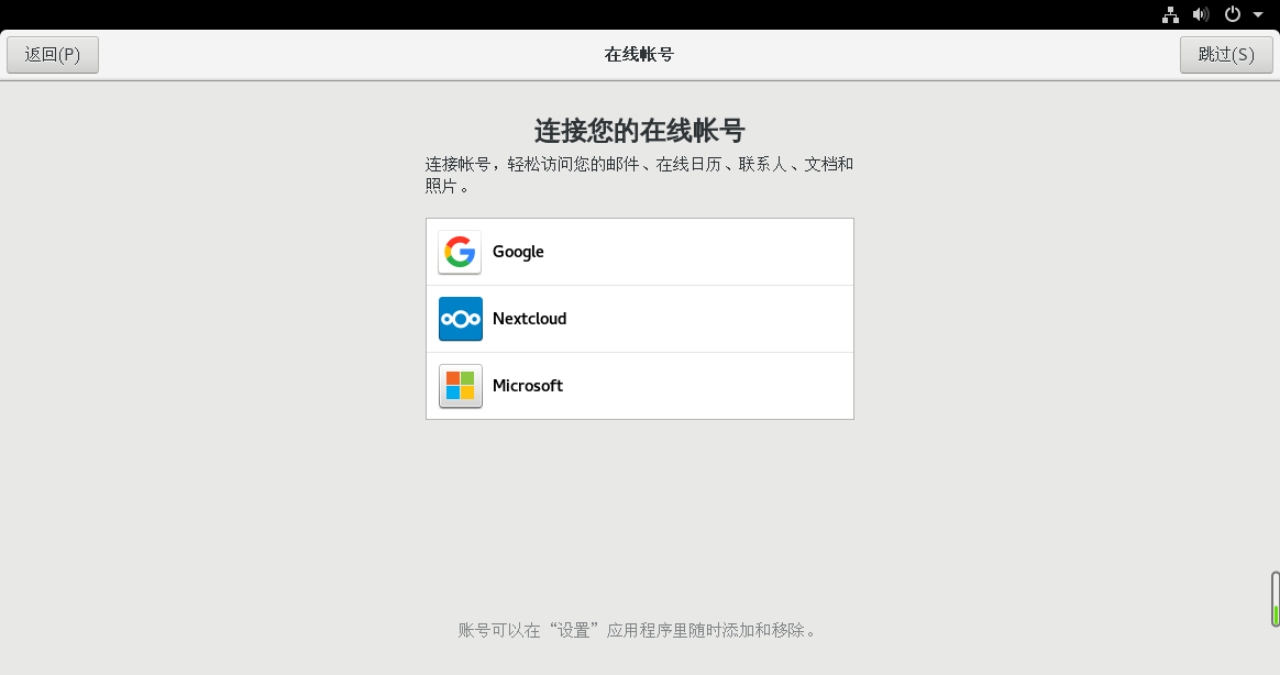 返回(P)
在线帐号
跳过(S)
连接您的在线帐号
连接帐号，轻松访问您的邮件、在线日历、联系人、文档和
照片。
Google
Nextcloud
Microsoft
账号可以在“设置”应用程序里随时添加和移除。